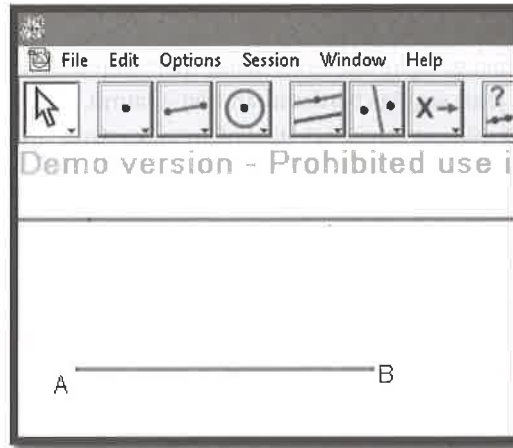 File Edit Options Session Window Help
X ?
Demo version - Prohibited use i
A B